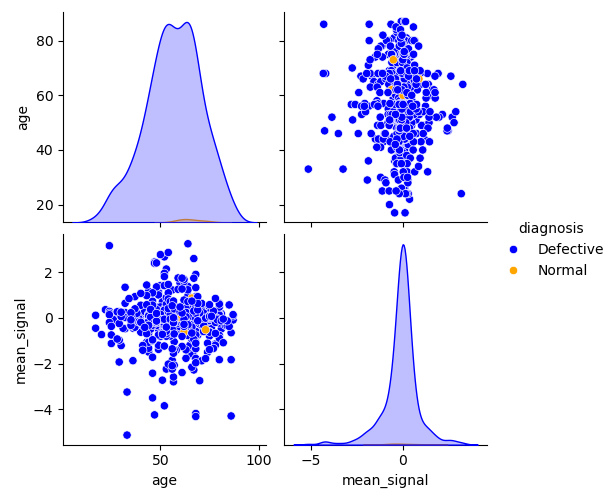 80
60
40
20
age
diagnosis
Defective
Normal
2
0
−2
−4
mean_signal
50
100
−5
0
age
mean_signal